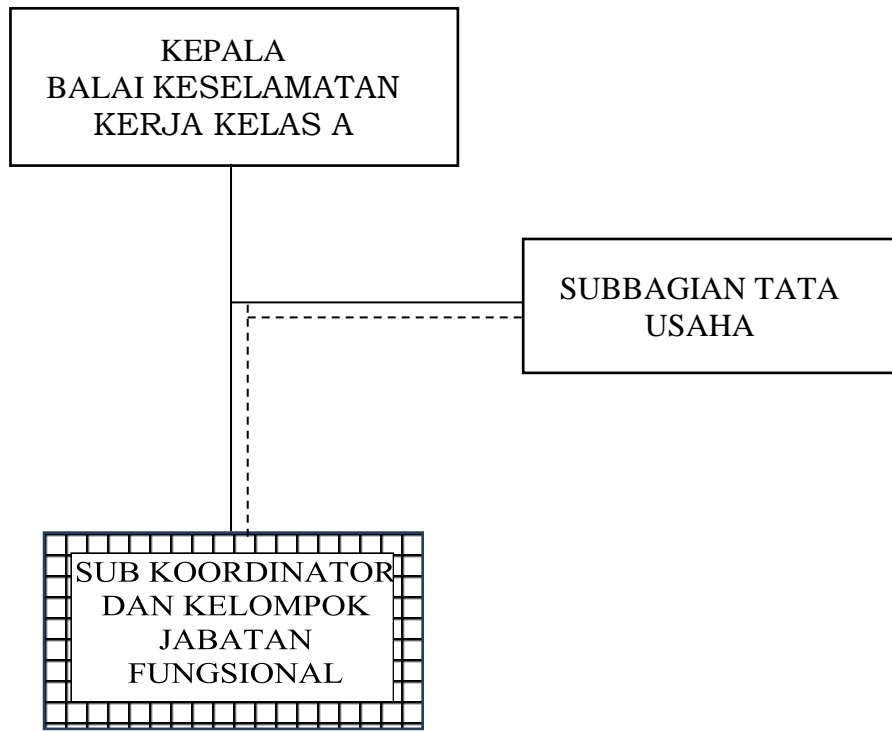 KEPALA
BALAI KESELAMATAN
KERJA KELAS A
SUBBAGIAN TATA
USAHA
SUB KOORDINATOR
DAN KELOMPOK
JABATAN
FUNGSIONAL